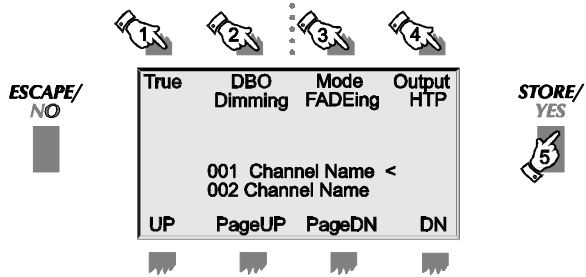 1 2 3 4
ESCAPE/
NO
True DBO Mode Output
Dimming FADEing HTP
001 Channel Name <
002 Channel Name
UP PageUP PageDN DN
STORE/
YES
5